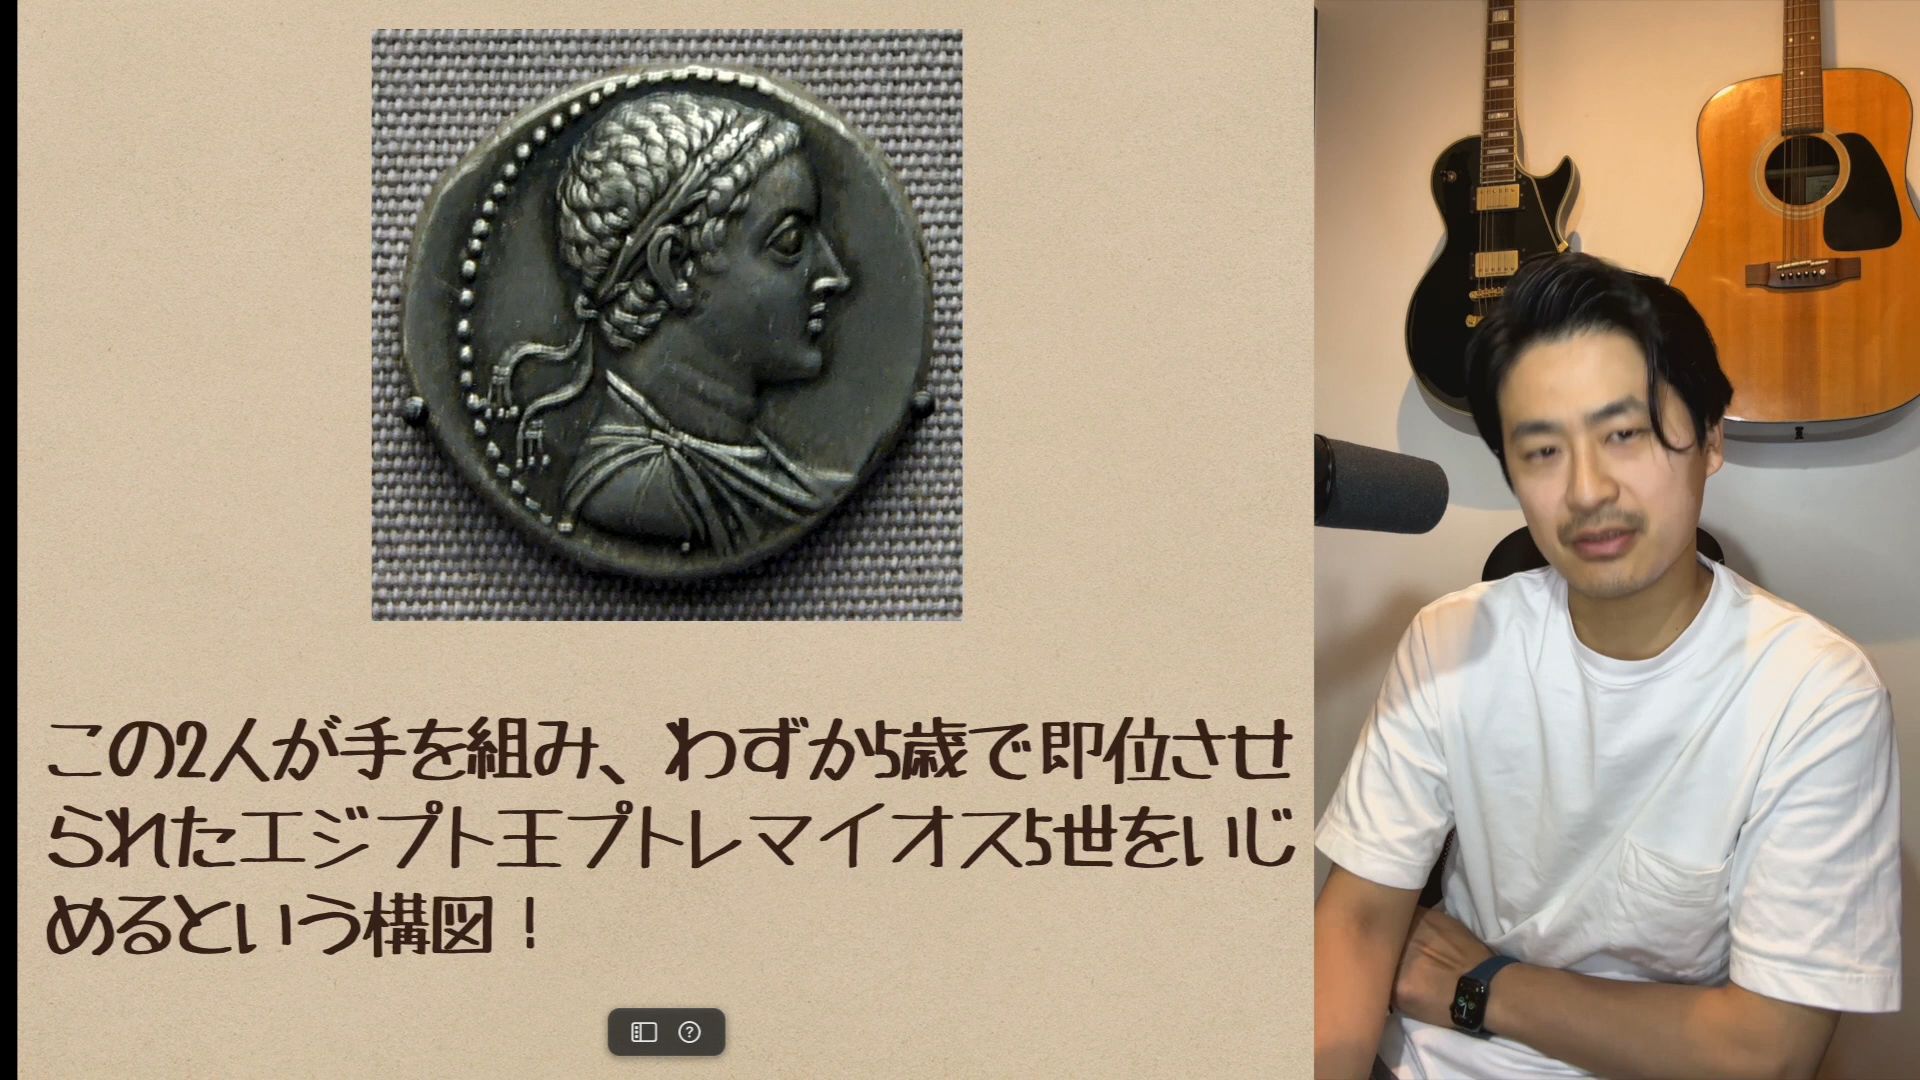 この2人が手を組み、わずか5歳で即位させ
られたエジプト王プトレマイオス5世をいじ
めるという構図！